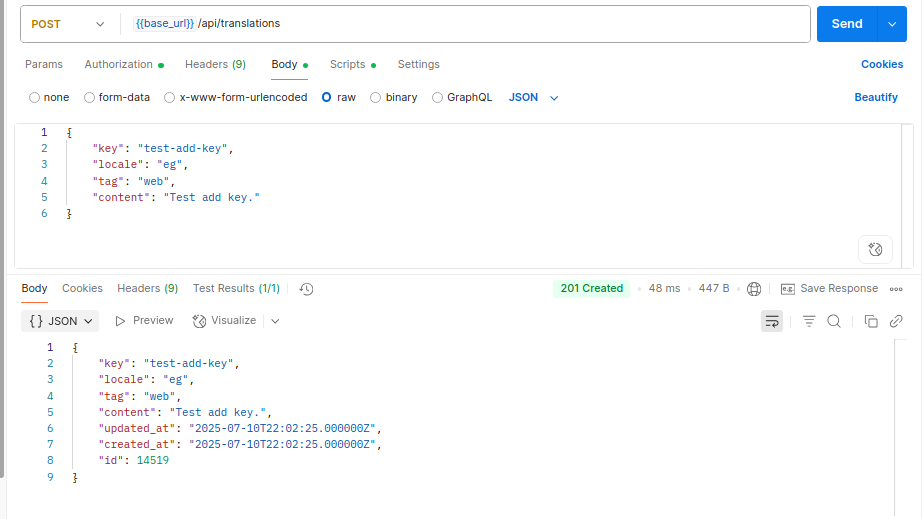 POST {{base_url}} /api/translations Send
Params Authorization Headers (9) Body Scripts Settings Cookies
none form-data x-www-form-urlencoded raw binary GraphQL JSON Beautify
1 {
2 "key": "test-add-key",
3 "locale": "eg",
4 "tag": "web",
5 "content": "Test add key."
6 }
Body Cookies Headers (9) Test Results (1/1) 201 Created 48 ms 447 B e.g. Save Response
{} JSON Preview Visualize
1 {
2 "key": "test-add-key",
3 "locale": "eg",
4 "tag": "web",
5 "content": "Test add key.",
6 "updated_at": "2025-07-10T22:02:25.000000Z",
7 "created_at": "2025-07-10T22:02:25.000000Z",
8 "id": 14519
9 }